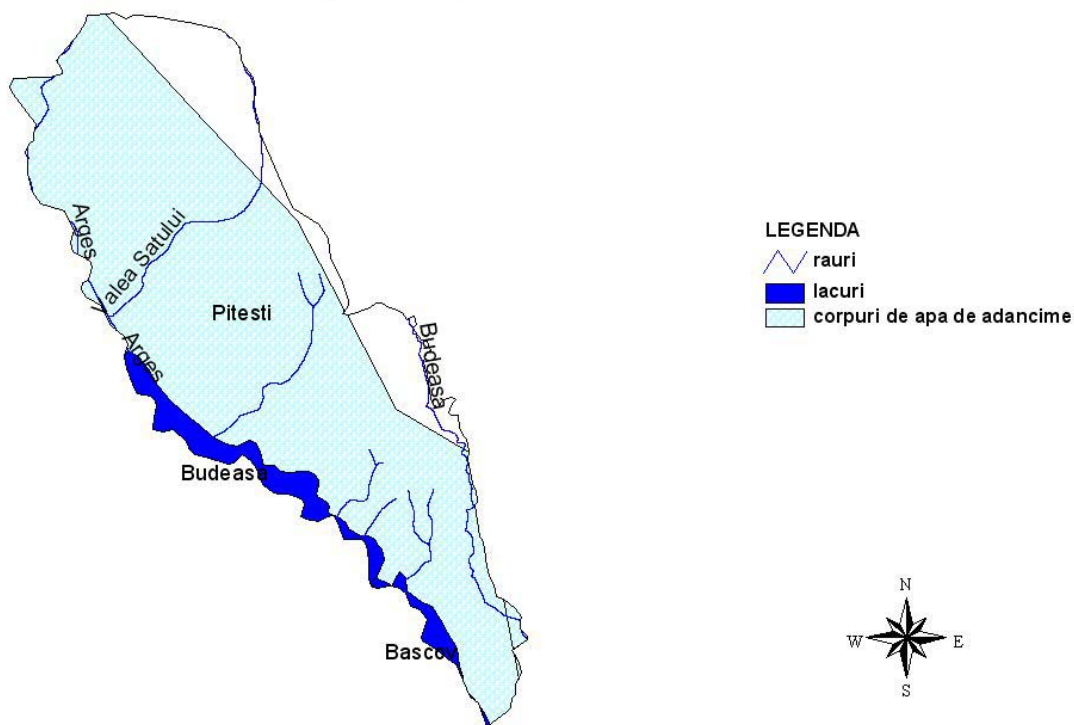 Arges
Valea Satului
Pitesti
Arges
Budeasa
Budeasa
Bascov
LEGENDA
rauri
lacuri
corpuri de apa de adancime
N
W
E
S